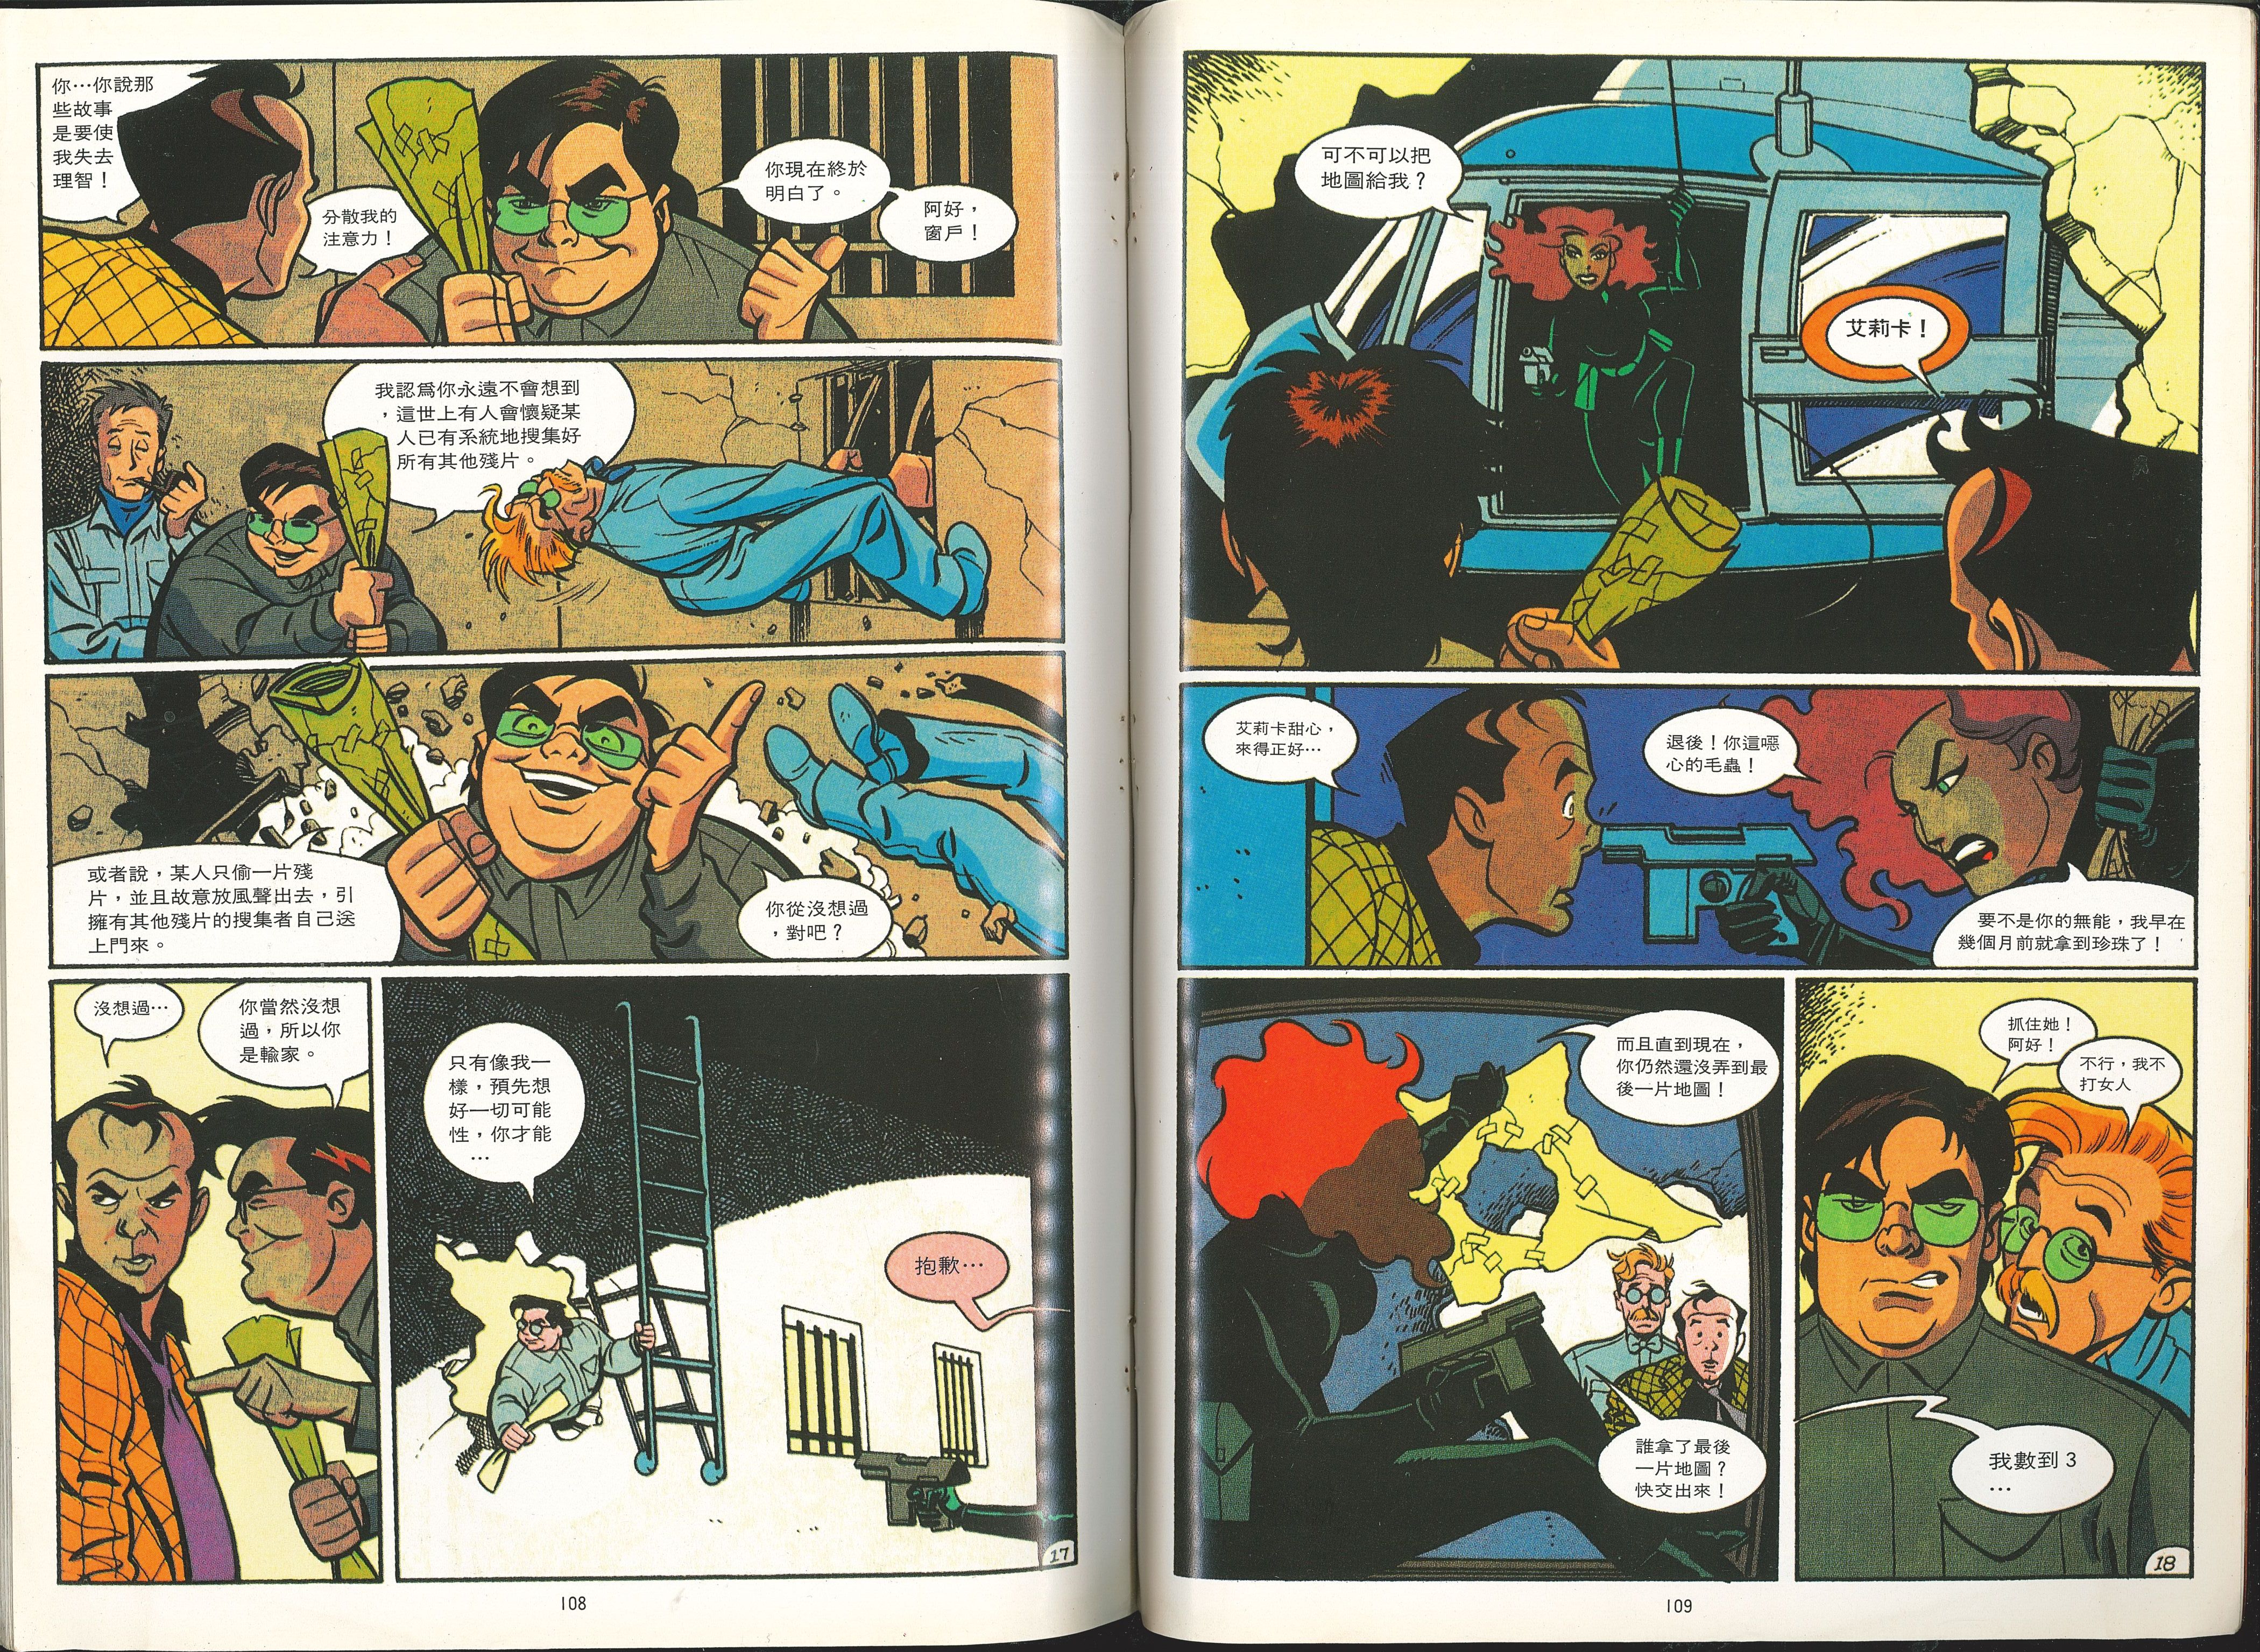 你…你說那
些故事
是要使
我失去
理智！
分散我的
注意力！
你現在終於
明白了。
阿好，
窗戶！
我認爲你永遠不會想到
，這世上有人會懷疑某
人已有系統地搜集好
所有其他殘片。
或者說，某人只偷一片殘
片，並且故意放風聲出去，引
擁有其他殘片的搜集者自己送
上門來。
你從沒想過
，對吧？
沒想過…
你當然沒想
過，所以你
是輸家。
只有像我一
樣，預先想
好一切可能
性，你才能
…
抱歉…
17
108
可不可以把
地圖給我？
艾莉卡！
艾莉卡甜心，
來得正好…
退後！你這噁
心的毛蟲！
要不是你的無能，我早在
幾個月前就拿到珍珠了！
而且直到現在，
你仍然還沒弄到最
後一片地圖！
誰拿了最後
一片地圖？
快交出來！
抓住她！
阿好！
不行，我不
打女人
我數到 3
…
18
109